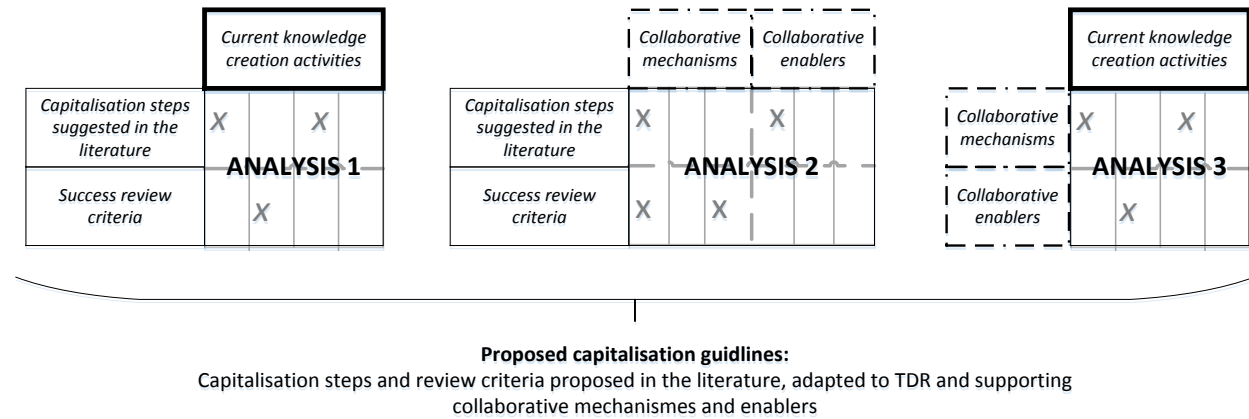 Current knowledge
creation activities
Capitalisation steps
suggested in the
literature
X X
ANALYSIS 1
Success review
criteria
X
Collaborative
mechanisms
Collaborative
enablers
Capitalisation steps
suggested in the
literature
X X
ANALYSIS 2
Success review
criteria
X X
Current knowledge
creation activities
Collaborative
mechanisms
X X
ANALYSIS 3
Collaborative
enablers
X
Proposed capitalisation guidlines:
Capitalisation steps and review criteria proposed in the literature, adapted to TDR and supporting
collaborative mechanismes and enablers